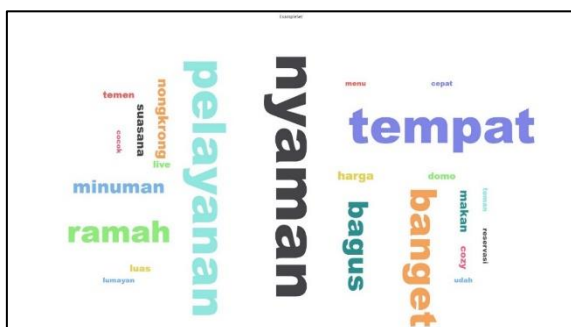 nyaman
pelayanan
tempat
banget
ramah
bagus
minuman
nongkrong
suasana
temen
cocok
live
luas
lumayan
menu
cepat
harga
domo
makan
teman
reservasi
cozy
udah